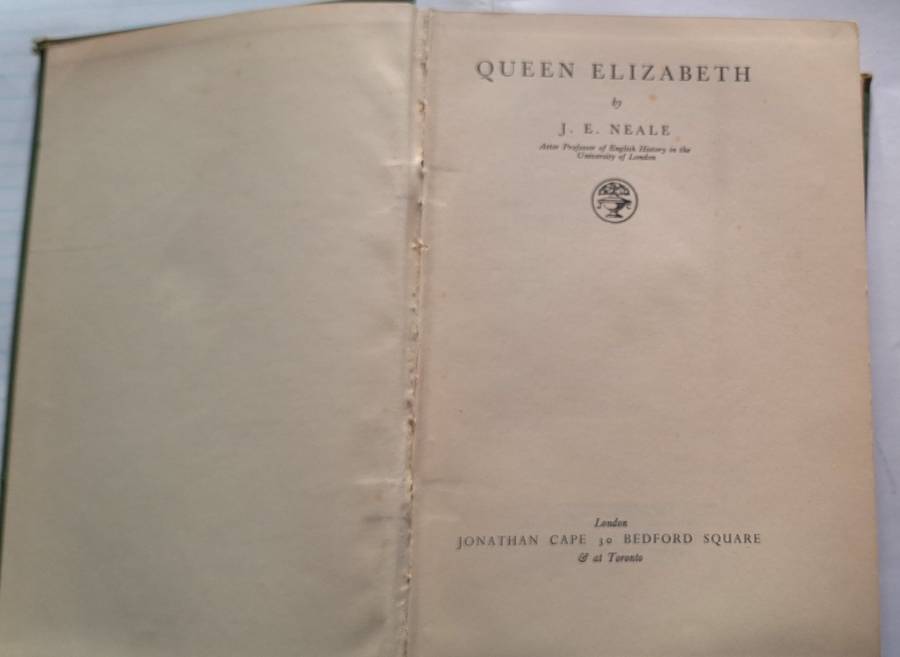 QUEEN ELIZABETH
by
J. E. NEALE
Astor Professor of English History in the
University of London
London
JONATHAN CAPE 30 BEDFORD SQUARE
& at Toronto